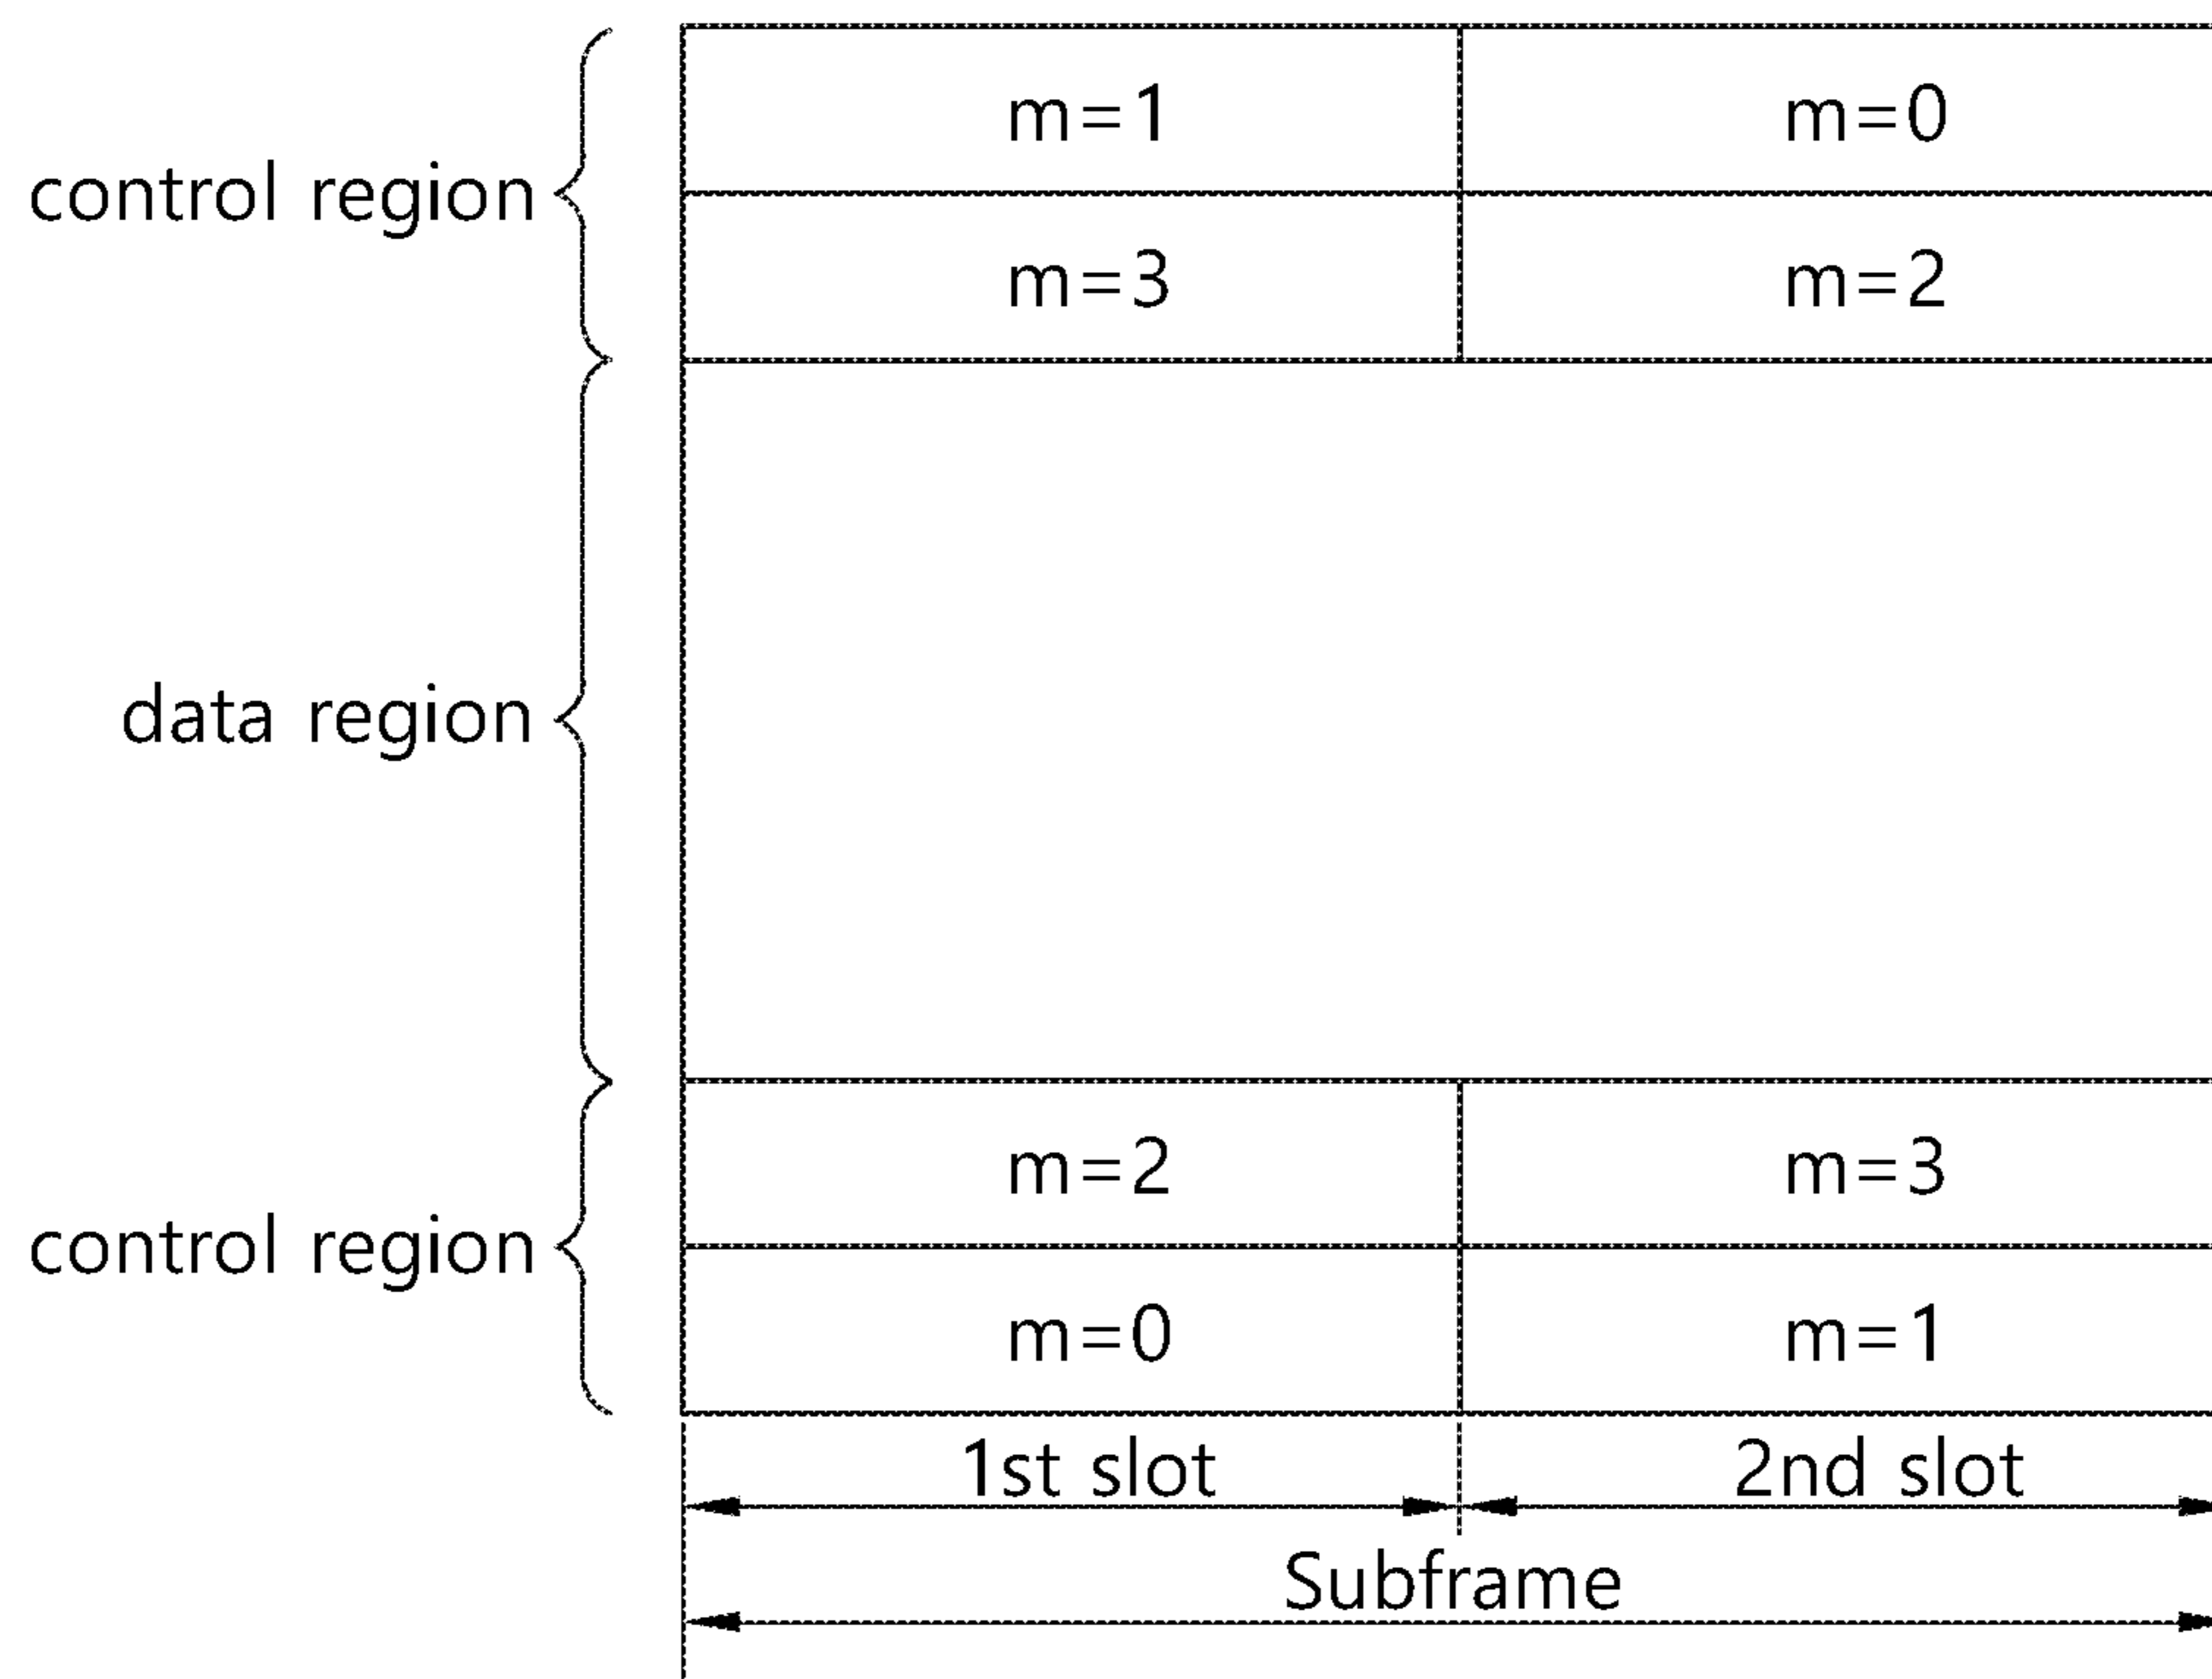 m=1 m=0
control region
m=3 m=2
data region
m=2 m=3
control region
m=0 m=1
1st slot 2nd slot
Subframe